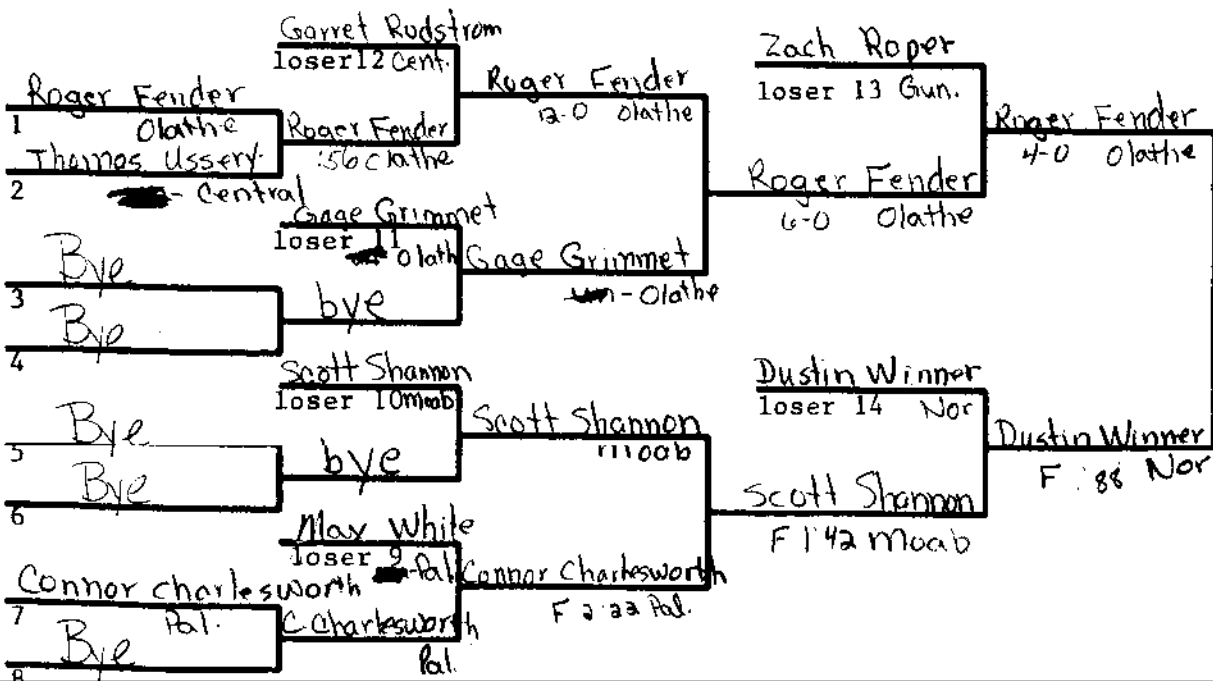 Garret Rudstrom
loser 12 Cent.
Roger Fender
1 Olathe
Thomas Ussery
2 - Central
Roger Fender
:56 Olathe
Roger Fender
12-0 Olathe
Gage Grimmet
loser 11 Olath
Bye
3
Bye
4
bye
Gage Grimmet
- Olathe
Zach Roper
loser 13 Gun.
Roger Fender
6-0 Olathe
Roger Fender
4-0 Olathe
Scott Shannon
loser 10 moab
Bye
5
Bye
6
bye
Scott Shannon
moab
Max White
loser 9 -Pal.
Connor Charlesworth
7 Pal.
Bye
8
C. Charlesworth
Pal.
Connor Charlesworth
F 2:22 Pal.
Dustin Winner
loser 14 Nor
Scott Shannon
F 1:42 Moab
Dustin Winner
F :88 Nor